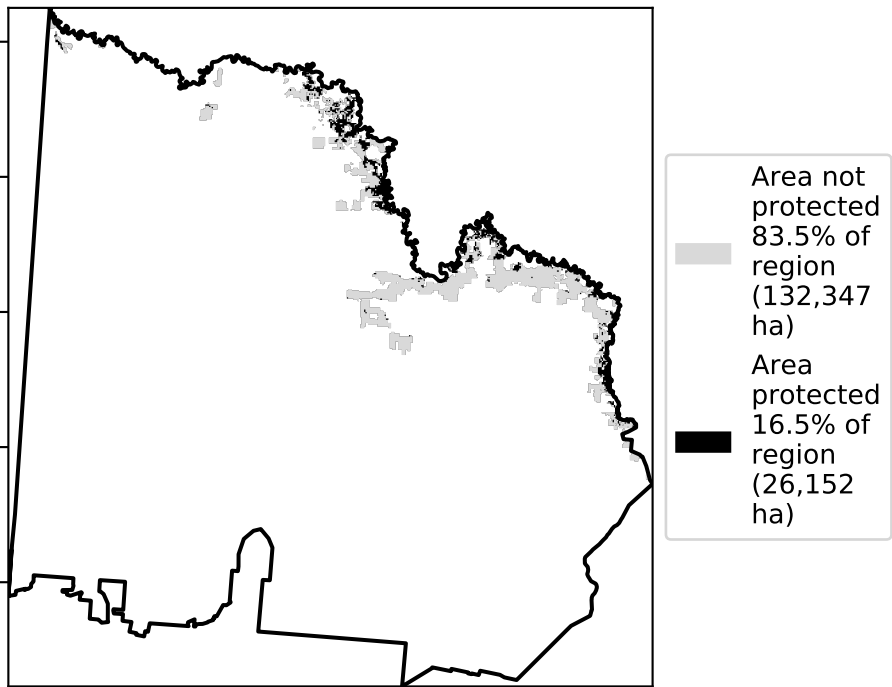 Area not
protected
83.5% of
region
(132,347
ha)
Area
protected
16.5% of
region
(26,152
ha)